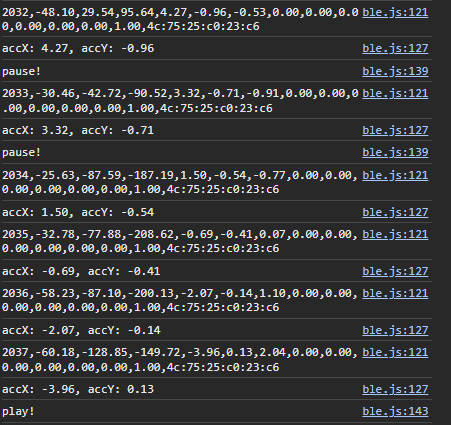 2032,-48.10,29.54,95.64,4.27,-0.96,-0.53,0.00,0.00,0.0 ble.js:121
0,0.00,0.00,0.00,1.00,4c:75:25:c0:23:c6
accX: 4.27, accY: -0.96 ble.js:127
pause! ble.js:139
2033,-30.46,-42.72,-90.52,3.32,-0.71,-0.91,0.00,0.00,0 ble.js:121
.00,0.00,0.00,0.00,1.00,4c:75:25:c0:23:c6
accX: 3.32, accY: -0.71 ble.js:127
pause! ble.js:139
2034,-25.63,-87.59,-187.19,1.50,-0.54,-0.77,0.00,0.00, ble.js:121
0.00,0.00,0.00,0.00,1.00,4c:75:25:c0:23:c6
accX: 1.50, accY: -0.54 ble.js:127
2035,-32.78,-77.88,-208.62,-0.69,-0.41,0.07,0.00,0.00, ble.js:121
0.00,0.00,0.00,0.00,1.00,4c:75:25:c0:23:c6
accX: -0.69, accY: -0.41 ble.js:127
2036,-58.23,-87.10,-200.13,-2.07,-0.14,1.10,0.00,0.00, ble.js:121
0.00,0.00,0.00,0.00,1.00,4c:75:25:c0:23:c6
accX: -2.07, accY: -0.14 ble.js:127
2037,-60.18,-128.85,-149.72,-3.96,0.13,2.04,0.00,0.00, ble.js:121
0.00,0.00,0.00,0.00,1.00,4c:75:25:c0:23:c6
accX: -3.96, accY: 0.13 ble.js:127
play! ble.js:143